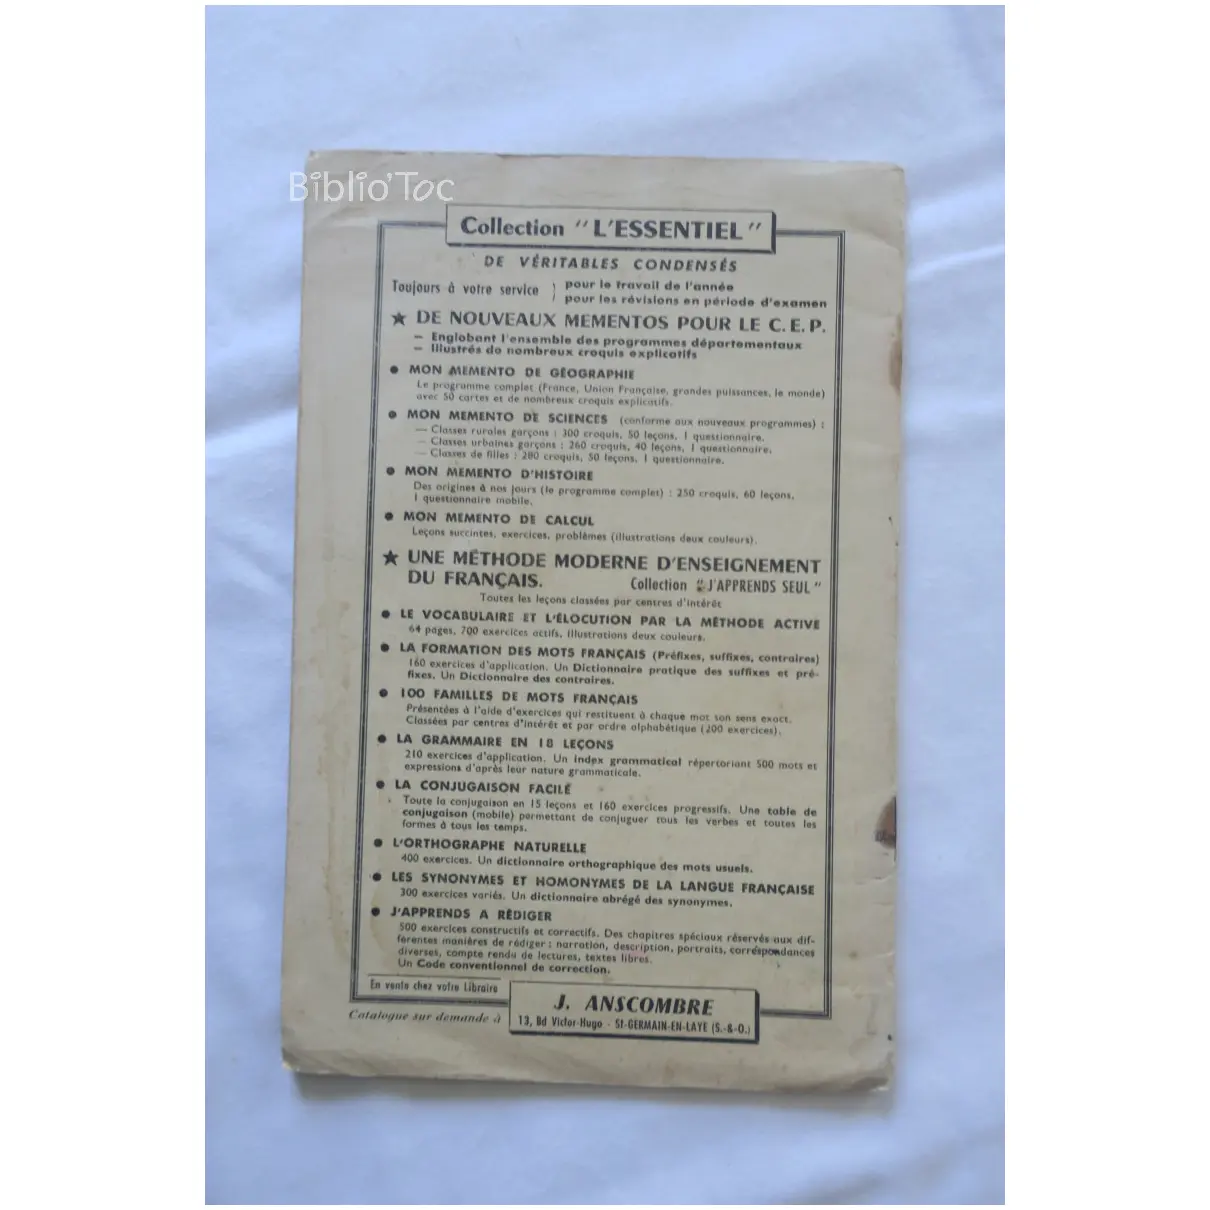 Biblio'Toc
Collection "L'ESSENTIEL"
DE VÉRITABLES CONDENSÉS
Toujours à votre service } pour le travail de l'année
pour les révisions en période d'examen
★ DE NOUVEAUX MEMENTOS POUR LE C.E.P.
— Englobant l'ensemble des programmes départementaux
— Illustrés de nombreux croquis explicatifs
● MON MEMENTO DE GÉOGRAPHIE
Le programme complet (France, Union Française, grandes puissances, le monde)
avec 50 cartes et de nombreux croquis explicatifs.
● MON MEMENTO DE SCIENCES (conforme aux nouveaux programmes) :
— Classes rurales garçons : 300 croquis, 50 leçons, 1 questionnaire.
— Classes urbaines garçons : 260 croquis, 40 leçons, 1 questionnaire.
— Classes de filles : 280 croquis, 50 leçons, 1 questionnaire.
● MON MEMENTO D'HISTOIRE
Des origines à nos jours (le programme complet) : 250 croquis, 60 leçons,
1 questionnaire mobile.
● MON MEMENTO DE CALCUL
Leçons succintes, exercices, problèmes (illustrations deux couleurs).
★ UNE MÉTHODE MODERNE D'ENSEIGNEMENT
DU FRANÇAIS. Collection "J'APPRENDS SEUL"
Toutes les leçons classées par centres d'intérêt
● LE VOCABULAIRE ET L'ÉLOCUTION PAR LA MÉTHODE ACTIVE
64 pages, 700 exercices actifs, Illustrations deux couleurs.
● LA FORMATION DES MOTS FRANÇAIS (Préfixes, suffixes, contraires)
160 exercices d'application. Un Dictionnaire pratique des suffixes et pré-
fixes. Un Dictionnaire des contraires.
● 100 FAMILLES DE MOTS FRANÇAIS
Présentées à l'aide d'exercices qui restituent à chaque mot son sens exact.
Classées par centres d'intérêt et par ordre alphabétique (200 exercices).
● LA GRAMMAIRE EN 18 LEÇONS
210 exercices d'application. Un index grammatical répertoriant 500 mots et
expressions d'après leur nature grammaticale.
● LA CONJUGAISON FACILE
Toute la conjugaison en 15 leçons et 160 exercices progressifs. Une table de
conjugaison (mobile) permettant de conjuguer tous les verbes et toutes les
formes à tous les temps.
● L'ORTHOGRAPHE NATURELLE
400 exercices. Un dictionnaire orthographique des mots usuels.
● LES SYNONYMES ET HOMONYMES DE LA LANGUE FRANÇAISE
300 exercices variés. Un dictionnaire abrégé des synonymes.
● J'APPRENDS A RÉDIGER
500 exercices constructifs et correctifs. Des chapitres spéciaux réservés aux dif-
férentes manières de rédiger : narration, description, portraits, correspondances
diverses, compte rendu de lectures, textes libres.
Un Code conventionnel de correction.
En vente chez votre Libraire
Catalogue sur demande à
J. ANSCOMBRE
13, Bd Victor-Hugo - St-GERMAIN-EN-LAYE (S.-&-O.)